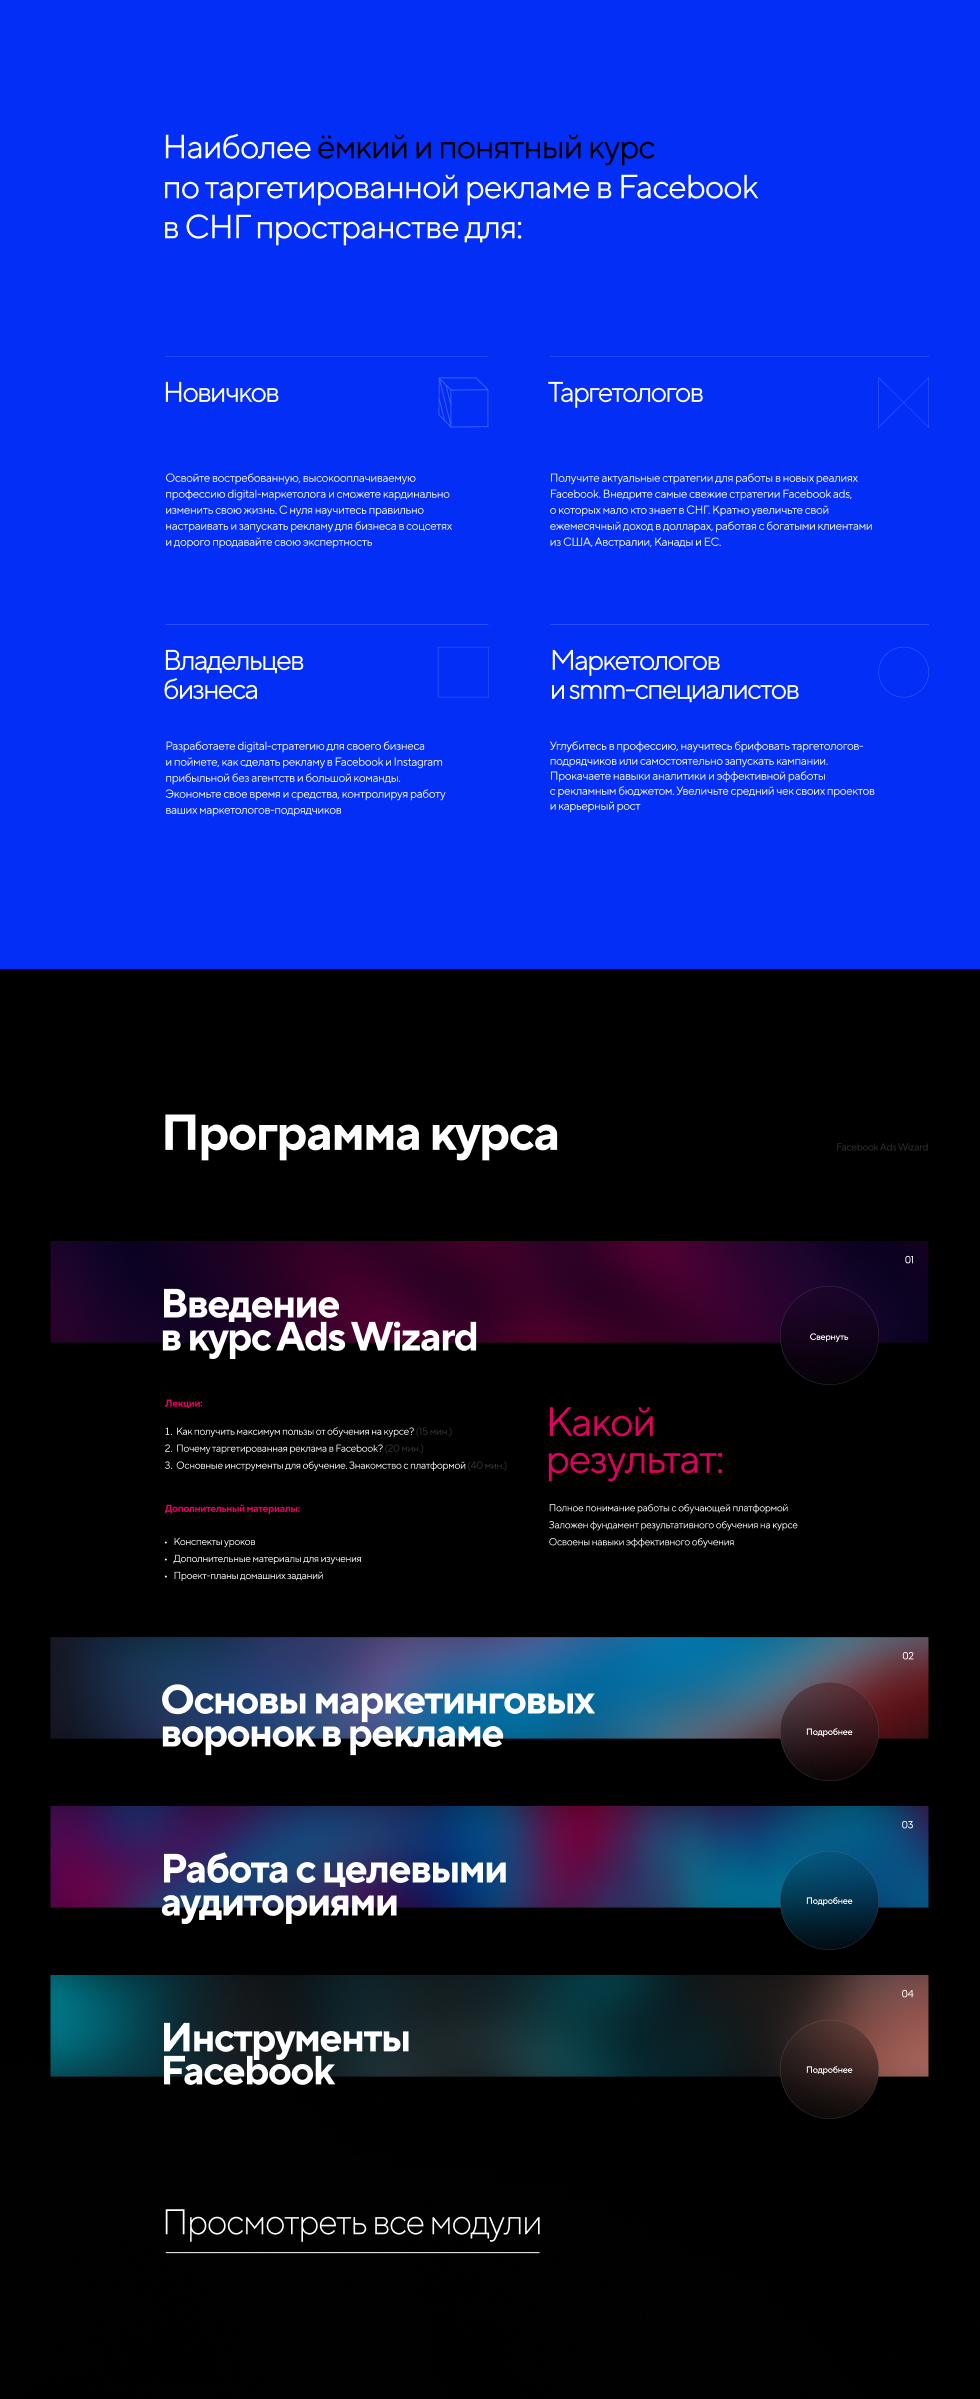 Наиболее ёмкий и понятный курс
по таргетированной рекламе в Facebook
в СНГ пространстве для:
Новичков
Освойте востребованную, высокооплачиваемую
профессию digital-маркетолога и сможете кардинально
изменить свою жизнь. С нуля научитесь правильно
настраивать и запускать рекламу для бизнеса в соцсетях
и дорого продавайте свою экспертность
Таргетологов
Получите актуальные стратегии для работы в новых реалиях
Facebook. Внедрите самые свежие стратегии Facebook ads,
о которых мало кто знает в СНГ. Кратно увеличьте свой
ежемесячный доход в долларах, работая с богатыми клиентами
из США, Австралии, Канады и ЕС.
Владельцев
бизнеса
Разработаете digital-стратегию для своего бизнеса
и поймете, как сделать рекламу в Facebook и Instagram
прибыльной без агентств и большой команды.
Экономьте свое время и средства, контролируя работу
ваших маркетологов-подрядчиков
Маркетологов
и smm-специалистов
Углубитесь в профессию, научитесь брифовать таргетологов-
подрядчиков или самостоятельно запускать кампании.
Прокачаете навыки аналитики и эффективной работы
с рекламным бюджетом. Увеличьте средний чек своих проектов
и карьерный рост
Программа курса
Facebook Ads Wizard
01
Введение
в курс Ads Wizard
Свернуть
Лекции:
1. Как получить максимум пользы от обучения на курсе? (15 мин.)
2. Почему таргетированная реклама в Facebook? (20 мин.)
3. Основные инструменты для обучение. Знакомство с платформой (40 мин.)
Дополнительный материалы:
• Конспекты уроков
• Дополнительные материалы для изучения
• Проект-планы домашних заданий
Какой
результат:
Полное понимание работы с обучающей платформой
Заложен фундамент результативного обучения на курсе
Освоены навыки эффективного обучения
02
Основы маркетинговых
воронок в рекламе
Подробнее
03
Работа с целевыми
аудиториями
Подробнее
04
Инструменты
Facebook
Подробнее
Просмотреть все модули